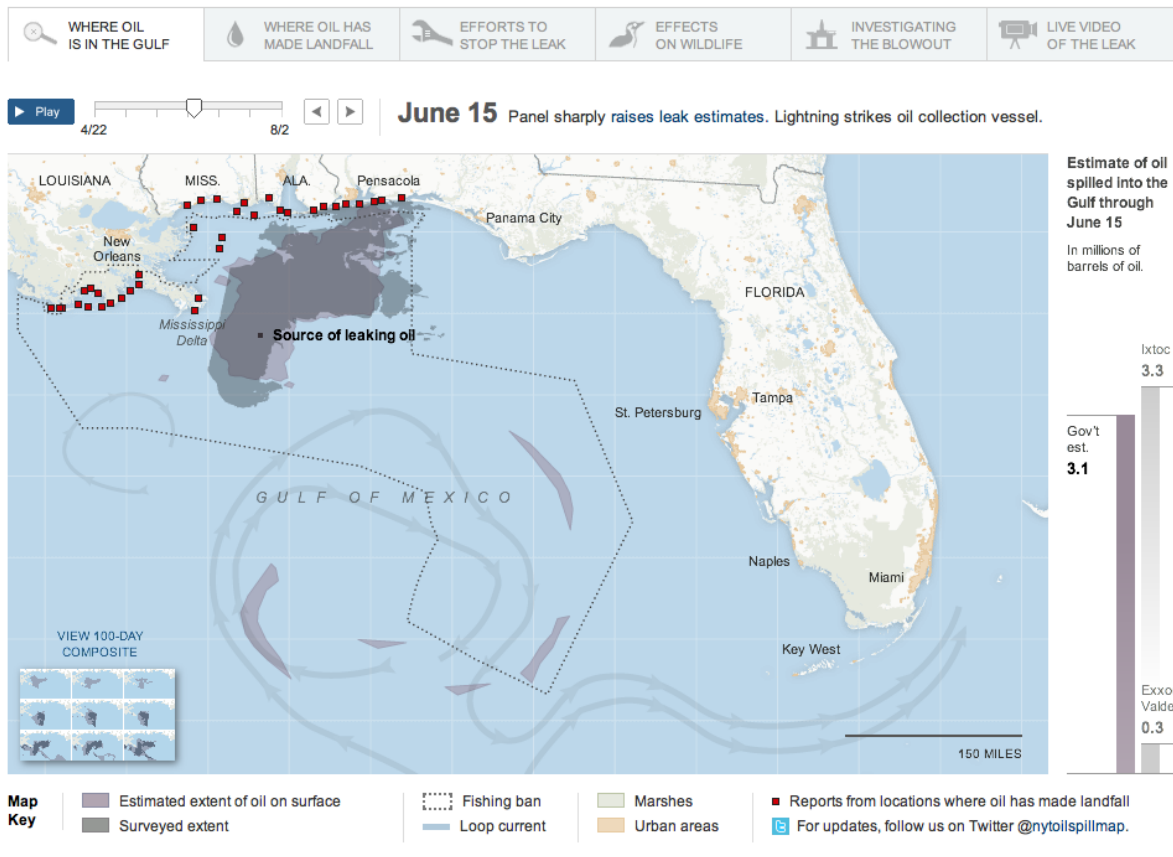 WHERE OIL
IS IN THE GULF
WHERE OIL HAS
MADE LANDFALL
EFFORTS TO
STOP THE LEAK
EFFECTS
ON WILDLIFE
INVESTIGATING
THE BLOWOUT
LIVE VIDEO
OF THE LEAK
Play
4/22
8/2
June 15 Panel sharply raises leak estimates. Lightning strikes oil collection vessel.
LOUISIANA
MISS.
ALA.
Pensacola
Panama City
New
Orleans
FLORIDA
Mississippi
Delta
Source of leaking oil
Tampa
St. Petersburg
GULF OF MEXICO
Naples
Miami
Key West
VIEW 100-DAY
COMPOSITE
150 MILES
Estimate of oil
spilled into the
Gulf through
June 15
In millions of
barrels of oil.
Ixtoc
3.3
Gov't
est.
3.1
Exxo
Valde
0.3
Map
Key
Estimated extent of oil on surface
Surveyed extent
Fishing ban
Loop current
Marshes
Urban areas
Reports from locations where oil has made landfall
For updates, follow us on Twitter @nytoilspillmap.